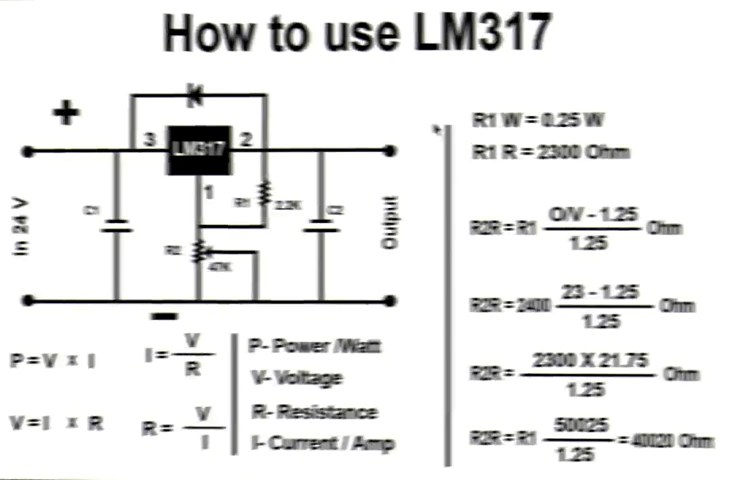 How to use LM317
+
3 LM317 2
1
R1 2.2K
C1
C2
R2
47K
In 24 V
Output
-
P=V x I
I= V
R
V=I x R
R= V
I
P- Power /Watt
V- Voltage
R- Resistance
I- Current / Amp
R1 W = 0.25 W
R1 R = 2300 Ohm
R2R = R1 O/V - 1.25 Ohm
1.25
R2R = 2400 23 - 1.25 Ohm
1.25
R2R = 2300 X 21.75 Ohm
1.25
R2R = R1 50025 = 40020 Ohm
1.25